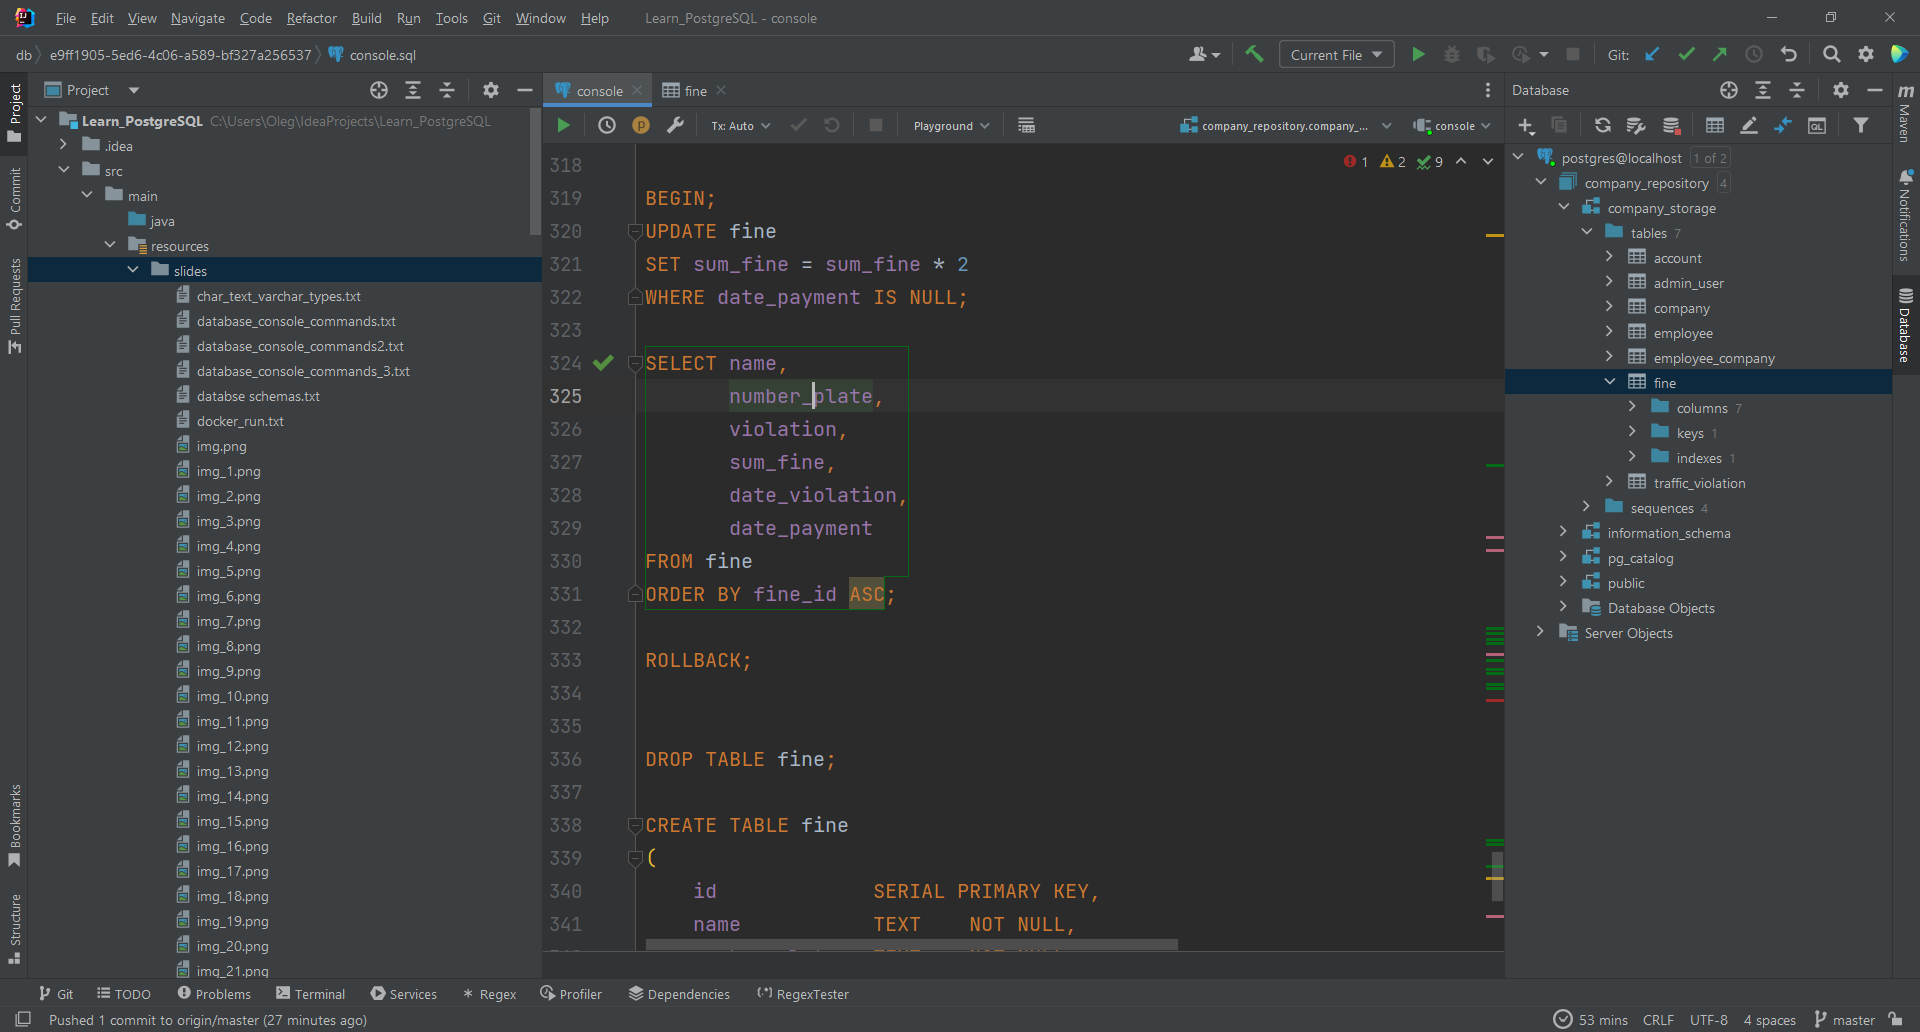 File Edit View Navigate Code Refactor Build Run Tools Git Window Help Learn_PostgreSQL - console
db e9ff1905-5ed6-4c06-a589-bf327a256537 console.sql Current File Git:
Project
Learn_PostgreSQL C:\Users\Oleg\IdeaProjects\Learn_PostgreSQL
.idea
src
main
java
resources
slides
char_text_varchar_types.txt
database_console_commands.txt
database_console_commands2.txt
database_console_commands_3.txt
databse schemas.txt
docker_run.txt
img.png
img_1.png
img_2.png
img_3.png
img_4.png
img_5.png
img_6.png
img_7.png
img_8.png
img_9.png
img_10.png
img_11.png
img_12.png
img_13.png
img_14.png
img_15.png
img_16.png
img_17.png
img_18.png
img_19.png
img_20.png
img_21.png
Project
Commit
Pull Requests
Bookmarks
Structure
console fine
Tx: Auto Playground company_repository.company_... console
1 2 9
318
319 BEGIN;
320 UPDATE fine
321 SET sum_fine = sum_fine * 2
322 WHERE date_payment IS NULL;
323
324 SELECT name,
325 number_plate,
326 violation,
327 sum_fine,
328 date_violation,
329 date_payment
330 FROM fine
331 ORDER BY fine_id ASC;
332
333 ROLLBACK;
334
335
336 DROP TABLE fine;
337
338 CREATE TABLE fine
339 (
340 id SERIAL PRIMARY KEY,
341 name TEXT NOT NULL,
Database
QL
postgres@localhost 1 of 2
company_repository 4
company_storage
tables 7
account
admin_user
company
employee
employee_company
fine
columns 7
keys 1
indexes 1
traffic_violation
sequences 4
information_schema
pg_catalog
public
Database Objects
Server Objects
m
Maven
Notifications
Database
Git TODO Problems Terminal Services Regex Profiler Dependencies RegexTester
Pushed 1 commit to origin/master (27 minutes ago) 53 mins CRLF UTF-8 4 spaces master